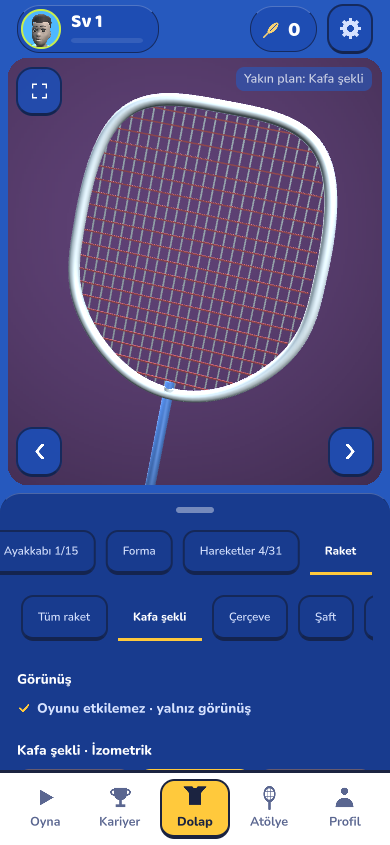 Sv 1
0
Yakın plan: Kafa şekli
Ayakkabı 1/15
Forma
Hareketler 4/31
Raket
Tüm raket
Kafa şekli
Çerçeve
Şaft
Görünüş
Oyunu etkilemez · yalnız görünüş
Kafa şekli · İzometrik
Oyna
Kariyer
Dolap
Atölye
Profil